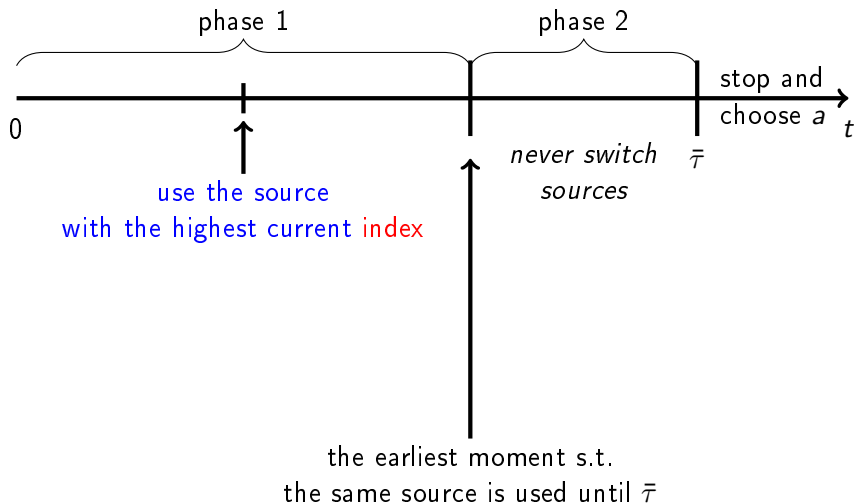 phase 1
phase 2
stop and
choose a
0
t
never switch
sources
τ̄
use the source
with the highest current index
the earliest moment s.t.
the same source is used until τ̄